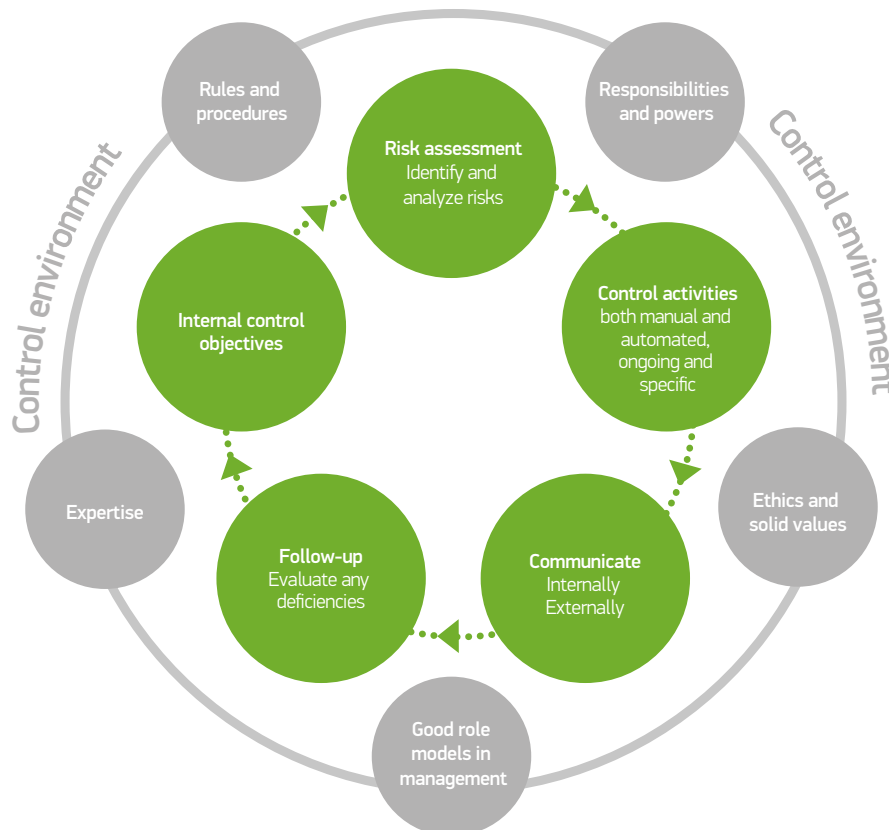 Rules and
procedures
Responsibilities
and powers
Control environment
Control environment
Risk assessment
Identify and
analyze risks
Internal control
objectives
Control activities
both manual and
automated,
ongoing and
specific
Expertise
Ethics and
solid values
Follow-up
Evaluate any
deficiencies
Communicate
Internally
Externally
Good role
models in
management